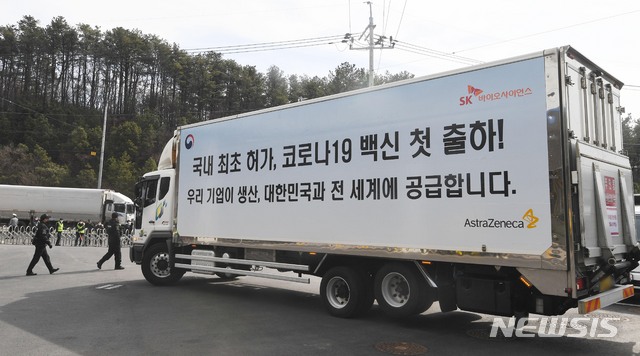 SK 바이오사이언스
국내 최초 허가, 코로나19 백신 첫 출하!
우리 기업이 생산, 대한민국과 전 세계에 공급합니다.
AstraZeneca
NEWSIS